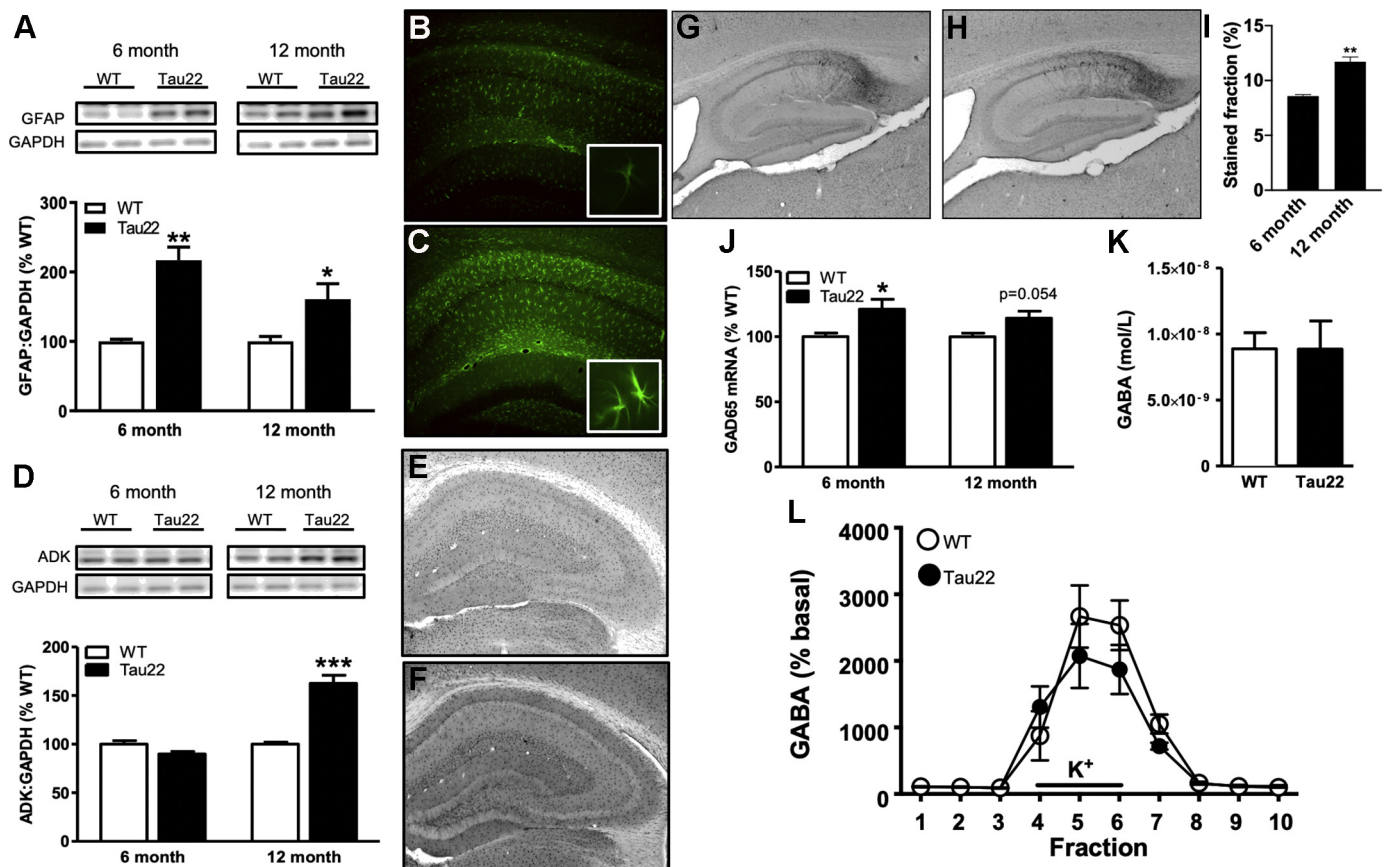 A
6 month
12 month
WT
Tau22
WT
Tau22
GFAP
GAPDH
WT
Tau22
GFAP:GAPDH (% WT)
300
200
100
0
**
*
6 month
12 month
B
C
D
6 month
12 month
WT
Tau22
WT
Tau22
ADK
GAPDH
WT
Tau22
ADK:GAPDH (% WT)
200
150
100
50
0
***
6 month
12 month
E
F
G
H
I
Stained fraction (%)
15
10
5
0
**
6 month
12 month
J
WT
Tau22
GAD65 mRNA (% WT)
150
100
50
0
*
p=0.054
6 month
12 month
K
GABA (mol/L)
1.5×10⁻⁸
1.0×10⁻⁸
5.0×10⁻⁹
0
WT
Tau22
L
WT
Tau22
GABA (% basal)
4000
3000
2000
1000
0
K⁺
1 2 3 4 5 6 7 8 9 10
Fraction